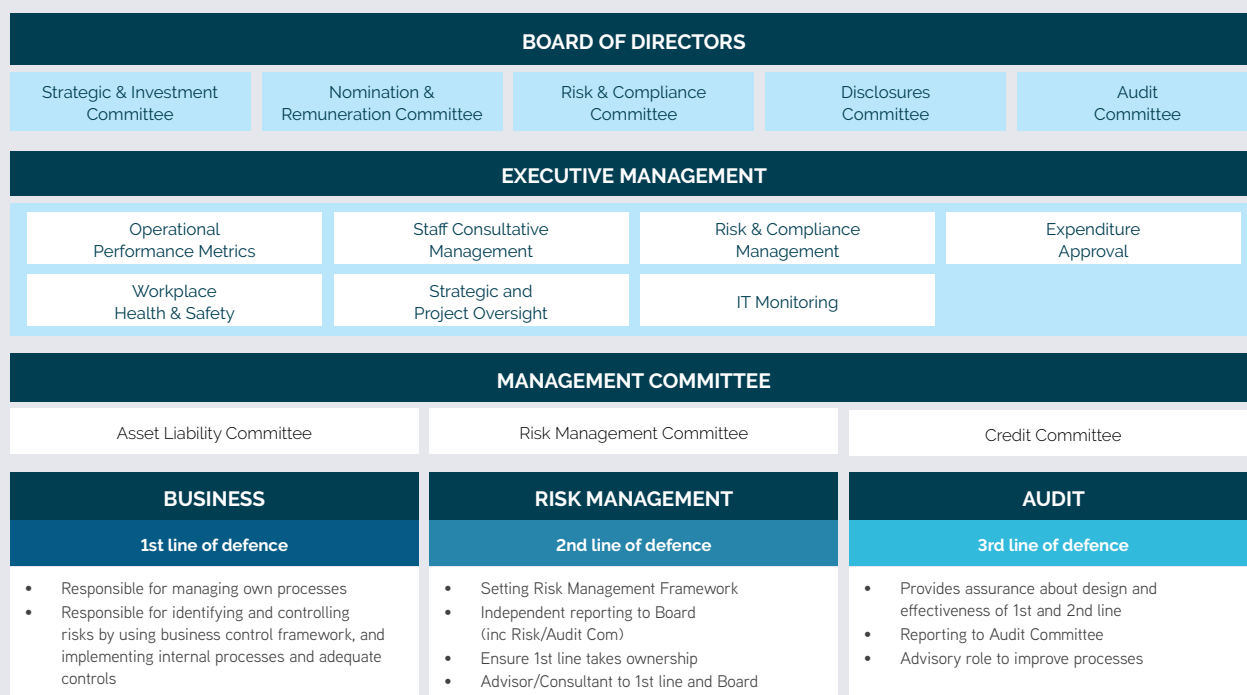 BOARD OF DIRECTORS
Strategic & Investment
Committee
Nomination &
Remuneration Committee
Risk & Compliance
Committee
Disclosures
Committee
Audit
Committee
EXECUTIVE MANAGEMENT
Operational
Performance Metrics
Staff Consultative
Management
Risk & Compliance
Management
Expenditure
Approval
Workplace
Health & Safety
Strategic and
Project Oversight
IT Monitoring
MANAGEMENT COMMITTEE
Asset Liability Committee
Risk Management Committee
Credit Committee
BUSINESS
1st line of defence
• Responsible for managing own processes
• Responsible for identifying and controlling
risks by using business control framework, and
implementing internal processes and adequate
controls
RISK MANAGEMENT
2nd line of defence
• Setting Risk Management Framework
• Independent reporting to Board
(inc Risk/Audit Com)
• Ensure 1st line takes ownership
• Advisor/Consultant to 1st line and Board
AUDIT
3rd line of defence
• Provides assurance about design and
effectiveness of 1st and 2nd line
• Reporting to Audit Committee
• Advisory role to improve processes